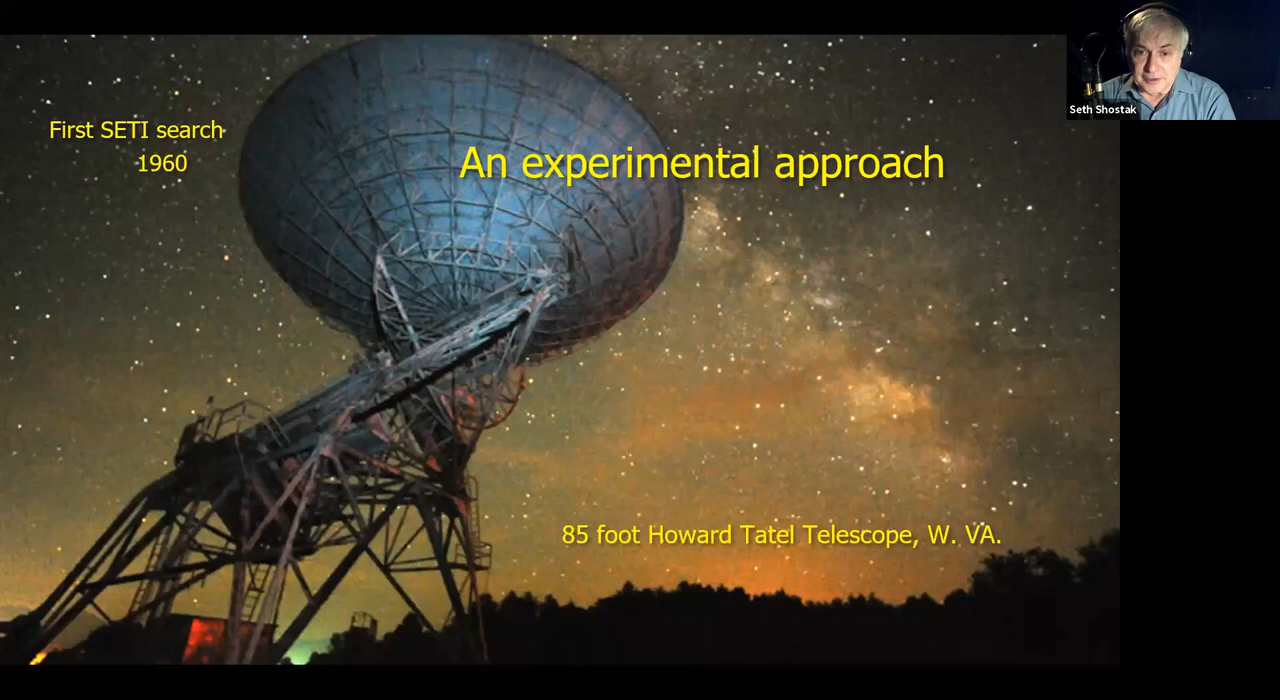 Seth Shostak
First SETI search
1960
An experimental approach
85 foot Howard Tatel Telescope, W. VA.